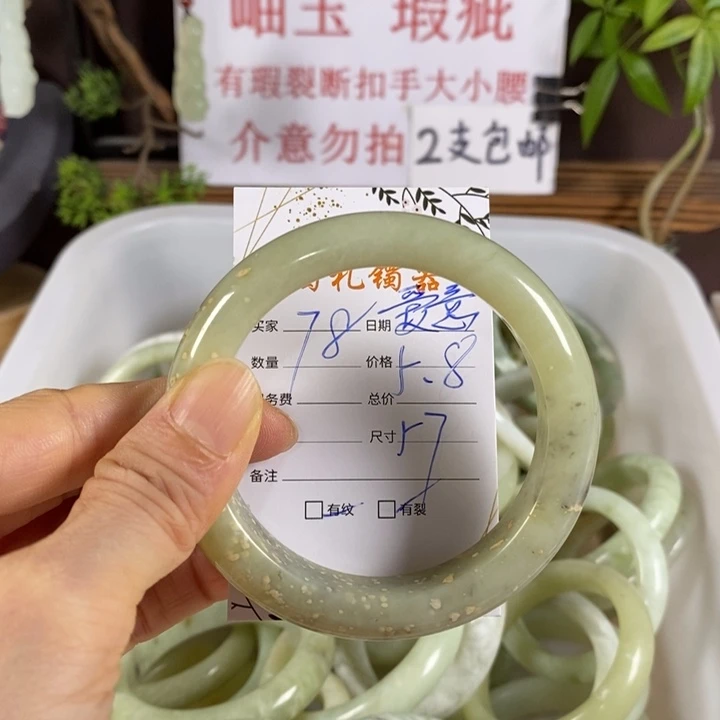 岫玉 瑕疵
有瑕裂断扣手大小腰
介意勿拍 2支包邮
礼镯器
买家 78 日期
数量 价格 5.8
务费 总价
尺寸 57
备注
□有纹 □有裂